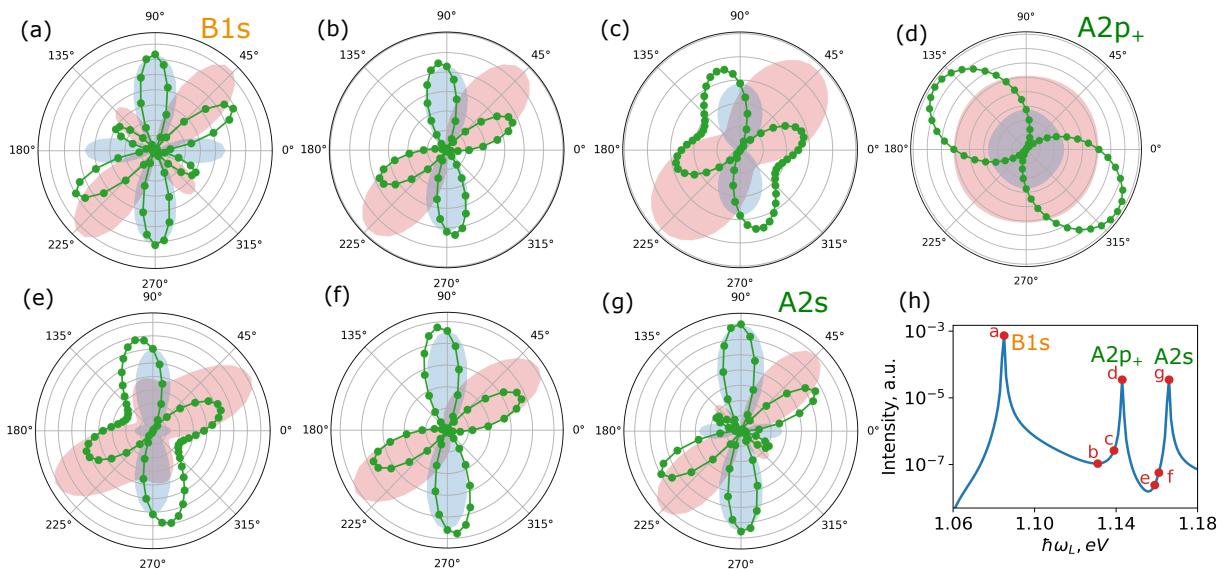 (a) B1s
90°
135° 45°
180° 0°
225° 315°
270°
(b)
90°
135° 45°
180° 0°
225° 315°
270°
(c)
90°
135° 45°
180° 0°
225° 315°
270°
(d) A2p₊
90°
135° 45°
180° 0°
225° 315°
270°
(e)
90°
135° 45°
180° 0°
225° 315°
270°
(f)
90°
135° 45°
180° 0°
225° 315°
270°
(g) A2s
90°
135° 45°
180° 0°
225° 315°
270°
(h)
Intensity, a.u.
10⁻³
10⁻⁵
10⁻⁷
a B1s
A2p₊ A2s
d g
b c
e f
1.06 1.10 1.14 1.18
ħω_L, eV